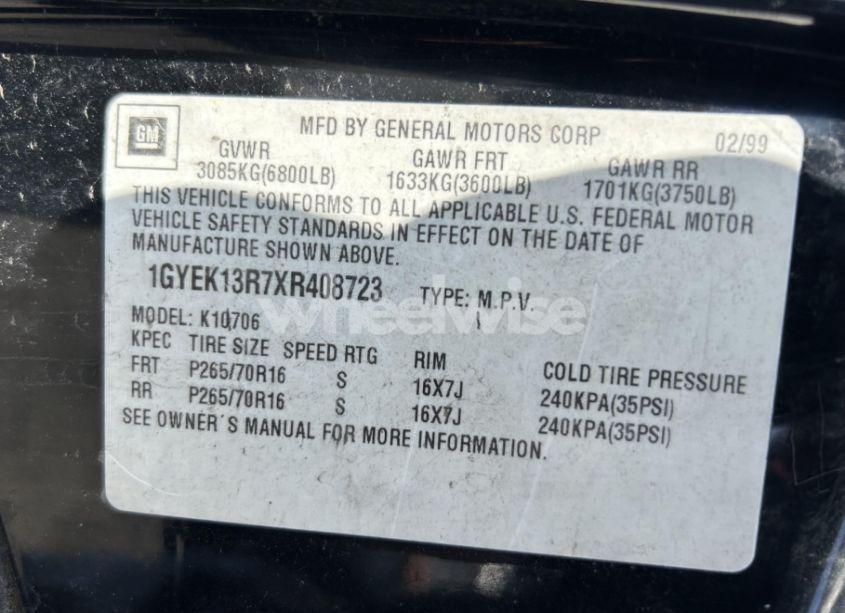 GM
MFD BY GENERAL MOTORS CORP 02/99
GVWR GAWR FRT GAWR RR
3085KG(6800LB) 1633KG(3600LB) 1701KG(3750LB)
THIS VEHICLE CONFORMS TO ALL APPLICABLE U.S. FEDERAL MOTOR
VEHICLE SAFETY STANDARDS IN EFFECT ON THE DATE OF
MANUFACTURE SHOWN ABOVE.
1GYEK13R7XR408723 TYPE: M.P.V.
wheelwise
MODEL: K10706
KPEC TIRE SIZE SPEED RTG RIM COLD TIRE PRESSURE
FRT P265/70R16 S 16X7J 240KPA(35PSI)
RR P265/70R16 S 16X7J 240KPA(35PSI)
SEE OWNER'S MANUAL FOR MORE INFORMATION.